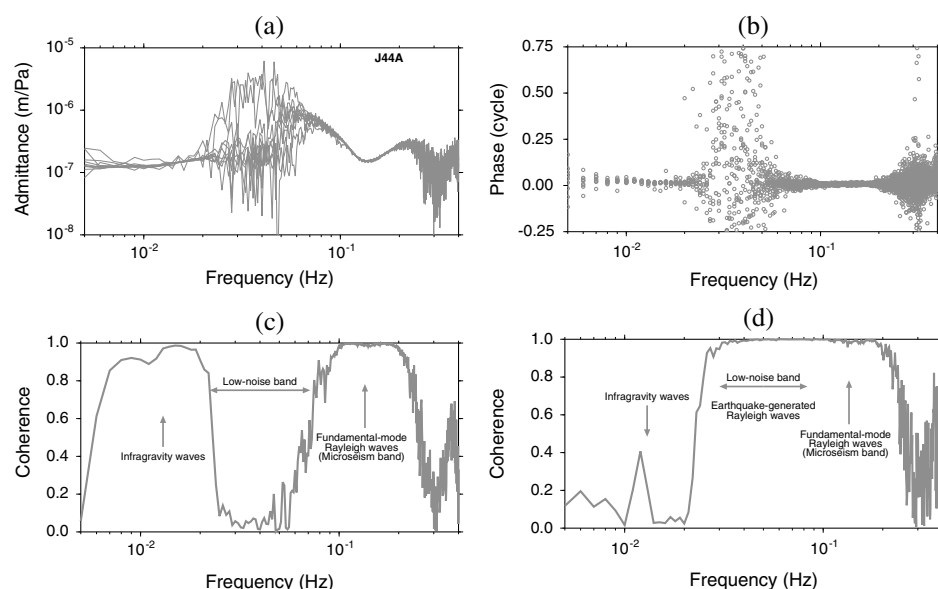 (a)
J44A
10^-5
10^-6
10^-7
10^-8
Admittance (m/Pa)
10^-2
10^-1
Frequency (Hz)
(b)
0.75
0.50
0.25
0.00
-0.25
Phase (cycle)
10^-2
10^-1
Frequency (Hz)
(c)
1.0
0.8
0.6
0.4
0.2
0.0
Coherence
Low-noise band
Infragravity waves
Fundamental-mode
Rayleigh waves
(Microseism band)
10^-2
10^-1
Frequency (Hz)
(d)
1.0
0.8
0.6
0.4
0.2
0.0
Coherence
Infragravity waves
Low-noise band
Earthquake-generated
Rayleigh waves
Fundamental-mode
Rayleigh waves
(Microseism band)
10^-2
10^-1
Frequency (Hz)